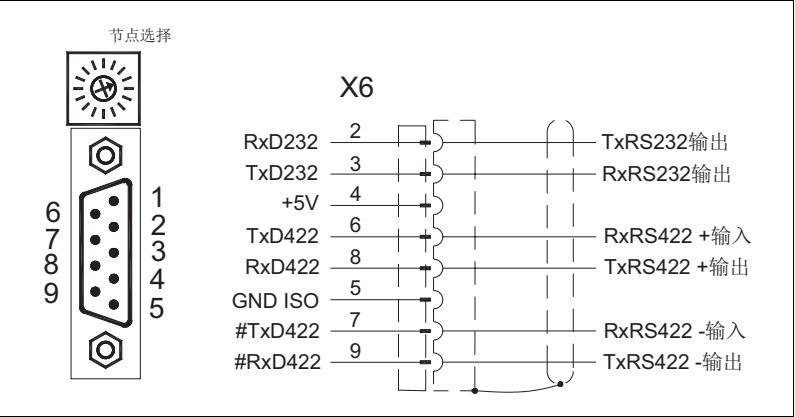 节点选择
X6
RxD232 2 TxRS232输出
TxD232 3 RxRS232输出
+5V 4
TxD422 6 RxRS422 +输入
RxD422 8 TxRS422 +输出
GND ISO 5
#TxD422 7 RxRS422 -输入
#RxD422 9 TxRS422 -输出
1
6
2
7
3
8
4
9
5